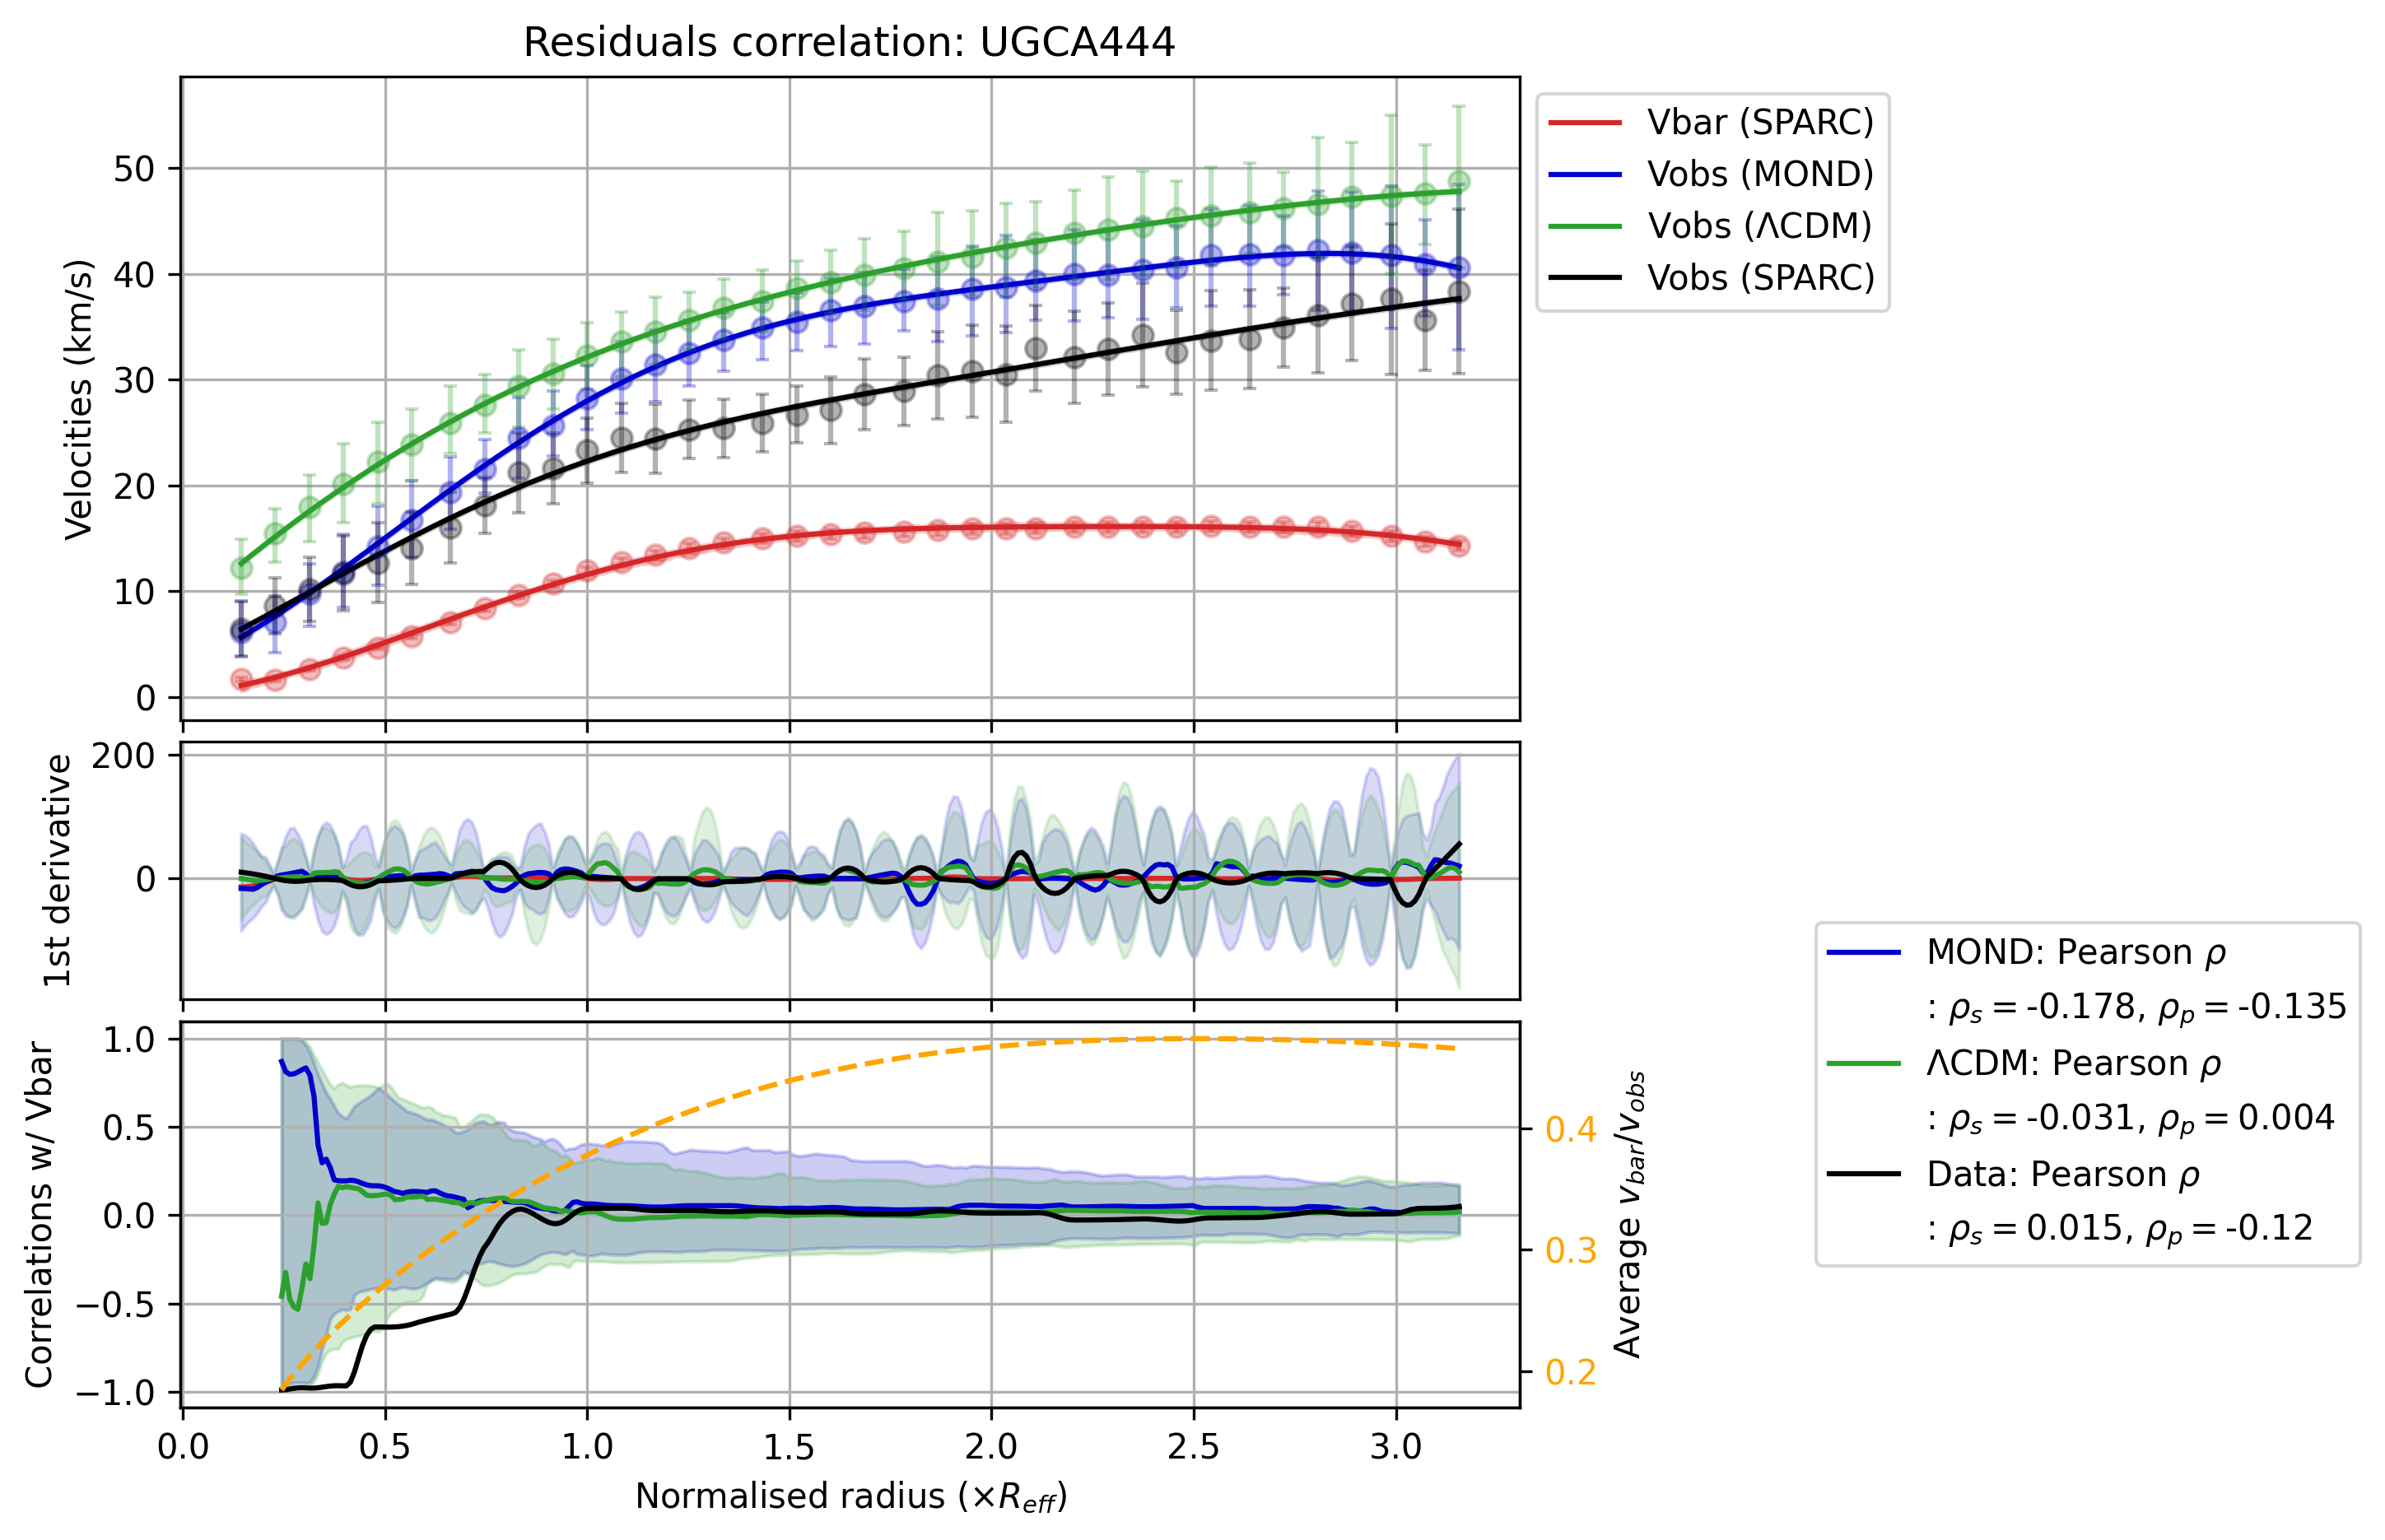 Residuals correlation: UGCA444
Velocities (km/s)
50
40
30
20
10
0
Vbar (SPARC)
Vobs (MOND)
Vobs (ΛCDM)
Vobs (SPARC)
1st derivative
200
0
Correlations w/ Vbar
1.0
0.5
0.0
−0.5
−1.0
0.4
0.3
0.2
Average v_bar/v_obs
MOND: Pearson ρ
: ρ_s = -0.178, ρ_p = -0.135
ΛCDM: Pearson ρ
: ρ_s = -0.031, ρ_p = 0.004
Data: Pearson ρ
: ρ_s = 0.015, ρ_p = -0.12
0.0 0.5 1.0 1.5 2.0 2.5 3.0
Normalised radius (×R_eff)